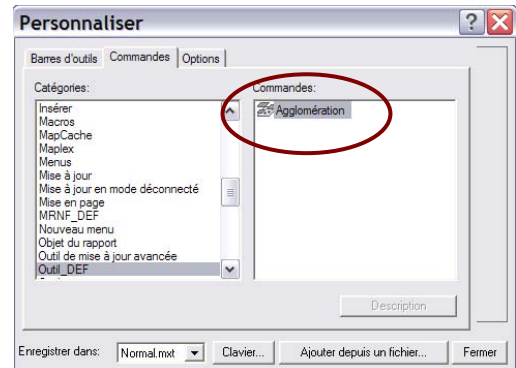 Personnaliser
Barres d'outils Commandes Options
Catégories: Commandes:
Insérer
Macros
MapCache
Maplex
Menus
Mise à jour
Mise à jour en mode déconnecté
Mise en page
MRNF_DEF
Nouveau menu
Objet du rapport
Outil de mise à jour avancée
Outil_DEF
Agglomération
Description
Enregistrer dans: Normal.mxt Clavier... Ajouter depuis un fichier... Fermer